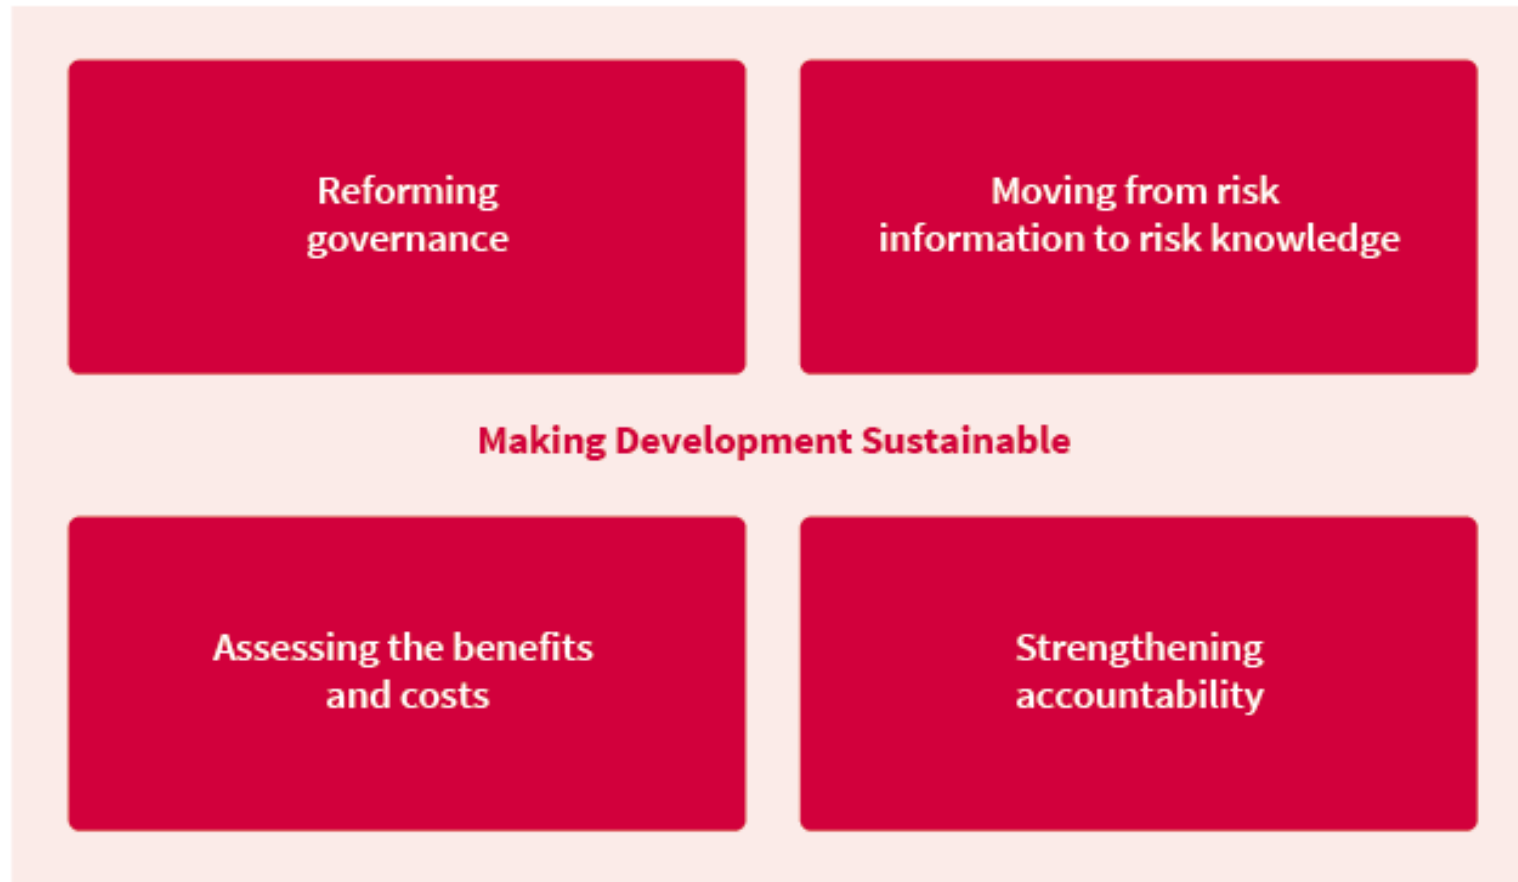 Reforming
governance
Moving from risk
information to risk knowledge
Making Development Sustainable
Assessing the benefits
and costs
Strengthening
accountability